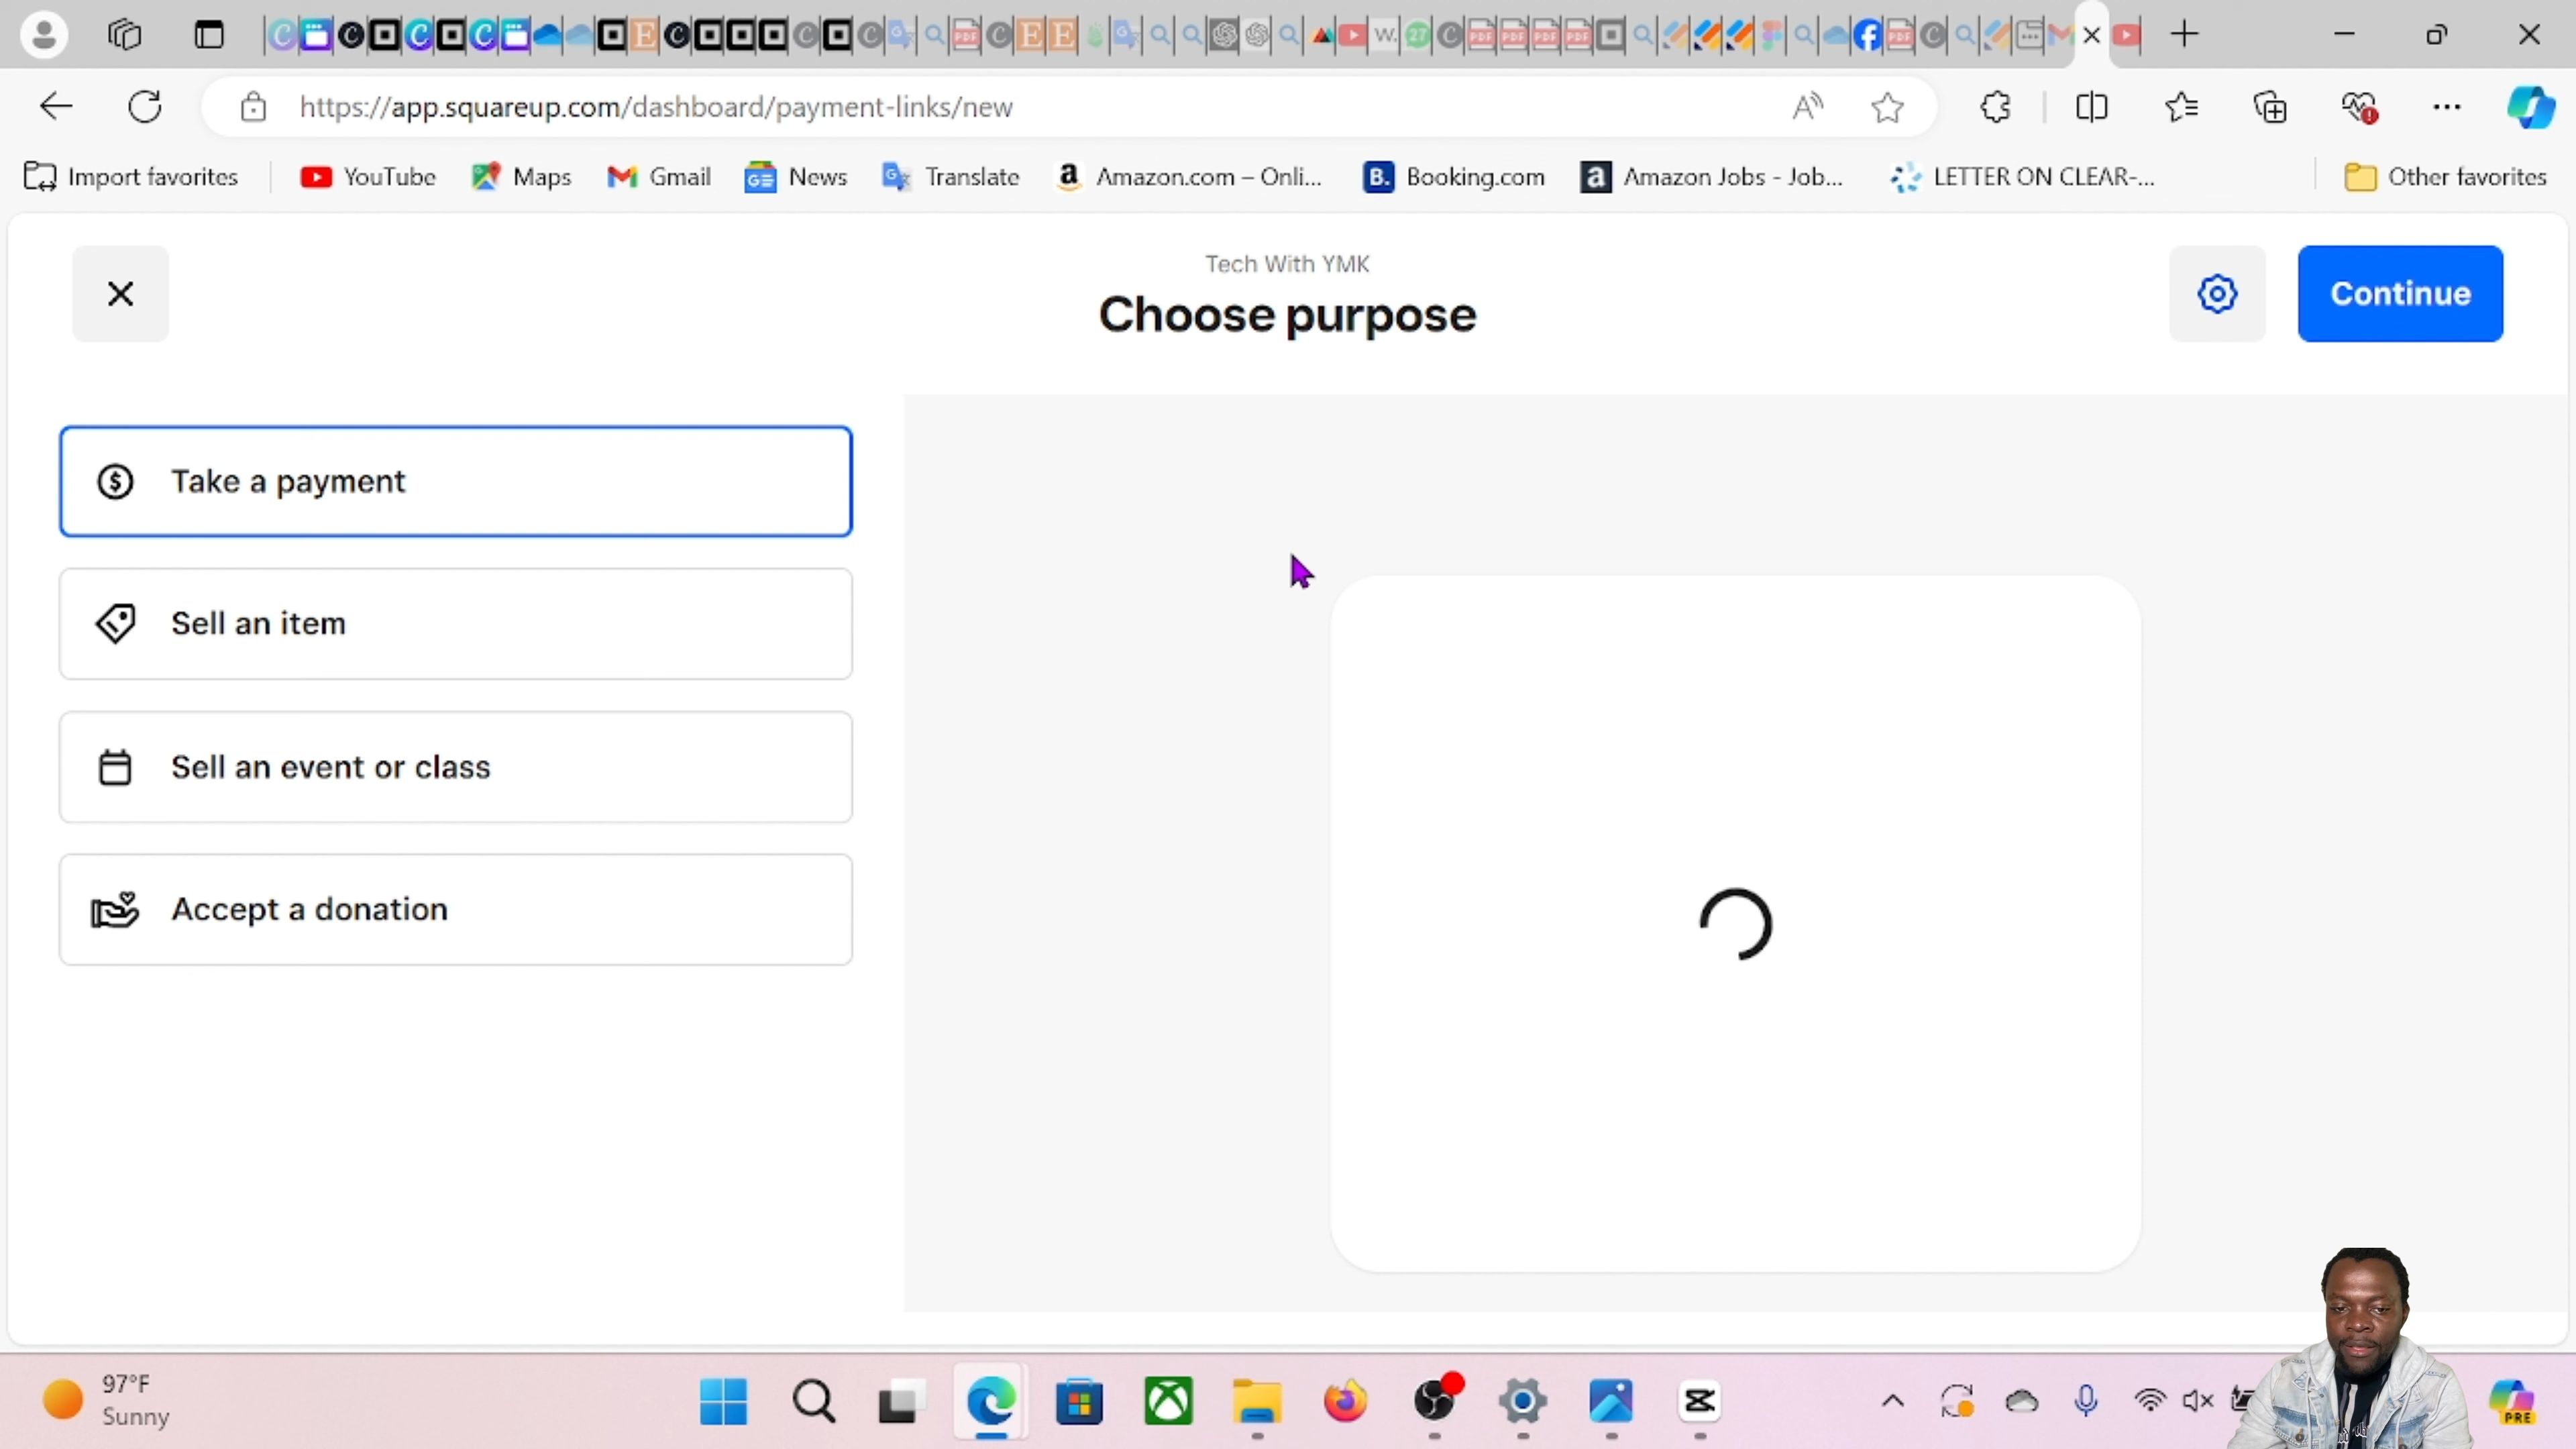 W.
27
https://app.squareup.com/dashboard/payment-links/new
Import favorites
YouTube
Maps
Gmail
News
Translate
Amazon.com – Onli...
Booking.com
Amazon Jobs - Job...
LETTER ON CLEAR-...
Other favorites
Tech With YMK
Choose purpose
Continue
Take a payment
Sell an item
Sell an event or class
Accept a donation
97°F
Sunny
PRE